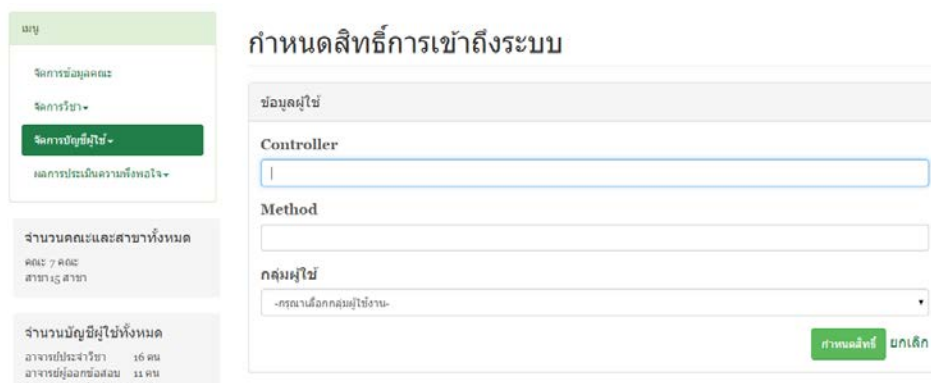 เมนู
จัดการข้อมูลคณะ
จัดการวิชา
จัดการบัญชีผู้ใช้
ผลการประเมินความพึงพอใจ
จำนวนคณะและสาขาทั้งหมด
คณะ 7 คณะ
สาขา 15 สาขา
จำนวนบัญชีผู้ใช้ทั้งหมด
อาจารย์ประจำวิชา 16 คน
อาจารย์ผู้ออกข้อสอบ 11 คน
กำหนดสิทธิ์การเข้าถึงระบบ
ข้อมูลผู้ใช้
Controller
Method
กลุ่มผู้ใช้
-กรุณาเลือกกลุ่มผู้ใช้งาน-
กำหนดสิทธิ์ ยกเลิก